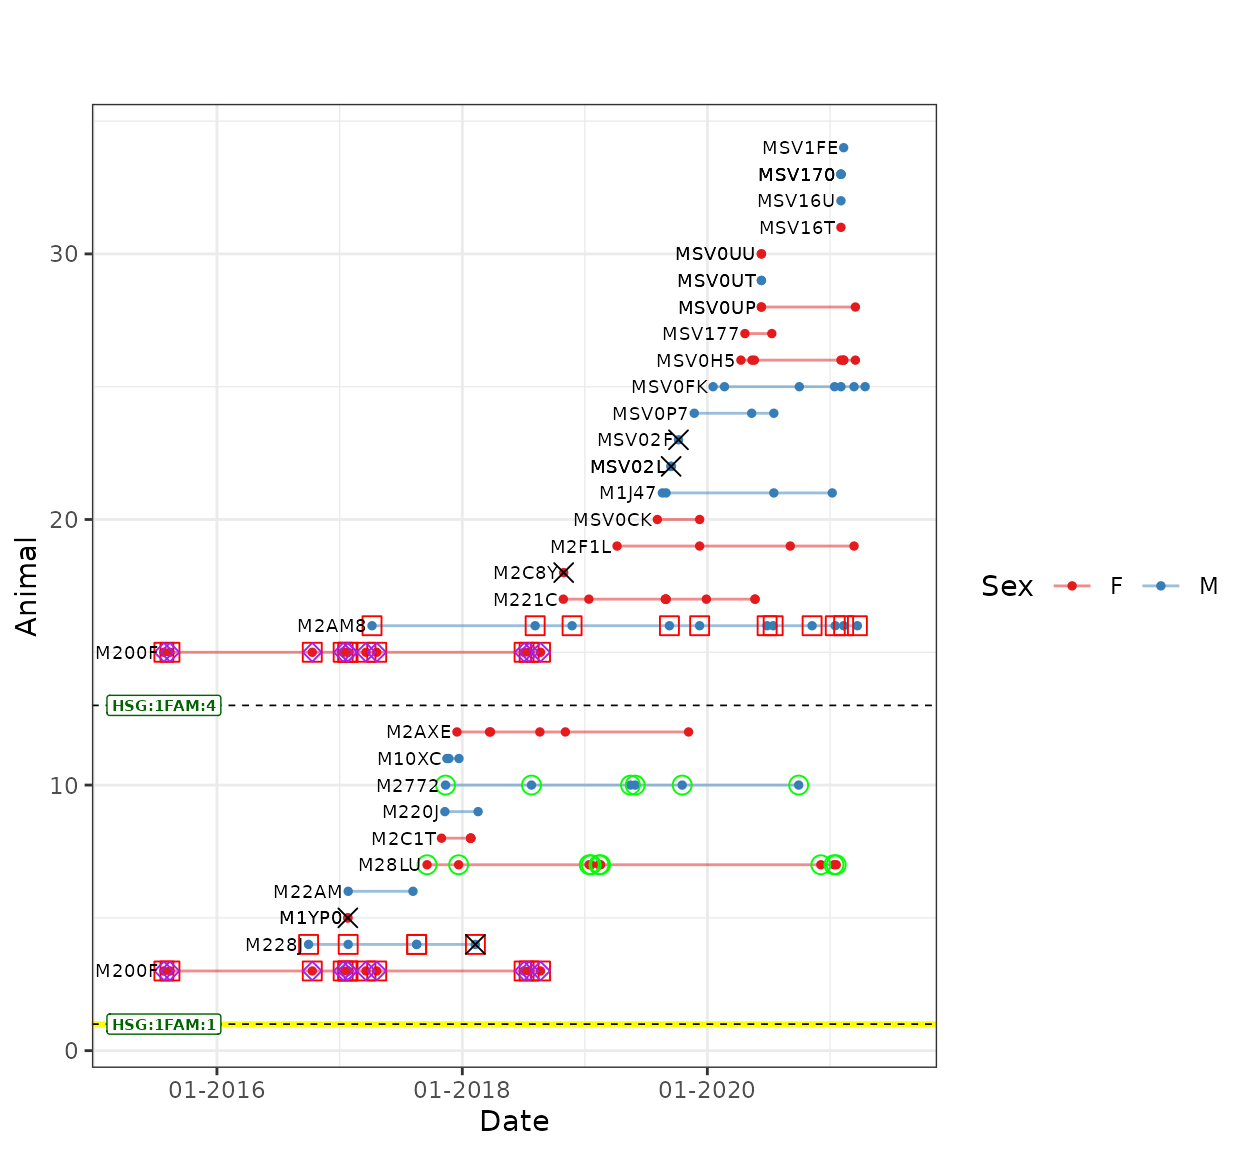 MSV1FE
MSV170
MSV16U
MSV16T
30
MSV0UU
MSV0UT
MSV0UP
MSV177
MSV0H5
MSV0FK
MSV0P7
MSV02F
MSV02L
M1J47
20
MSV0CK
M2F1L
M2C8Y
M221C
M2AM8
M200F
HSG:1FAM:4
M2AXE
M10XC
10
M2772
M220J
M2C1T
M28LU
M22AM
M1YP0
M228J
M200F
HSG:1FAM:1
0
01-2016 01-2018 01-2020
Date
Animal
Sex F M